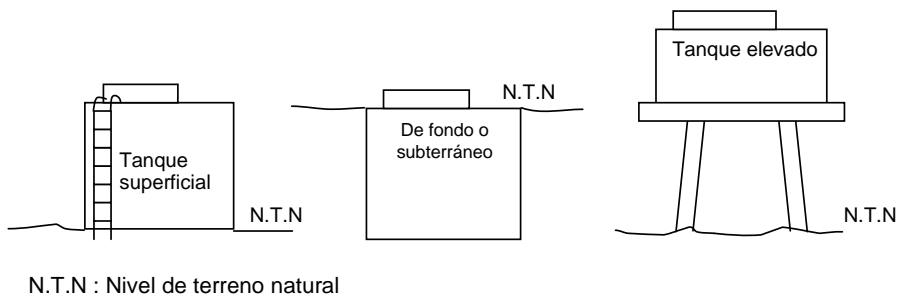 Tanque
superficial
N.T.N
De fondo o
subterráneo
N.T.N
Tanque elevado
N.T.N
N.T.N : Nivel de terreno natural